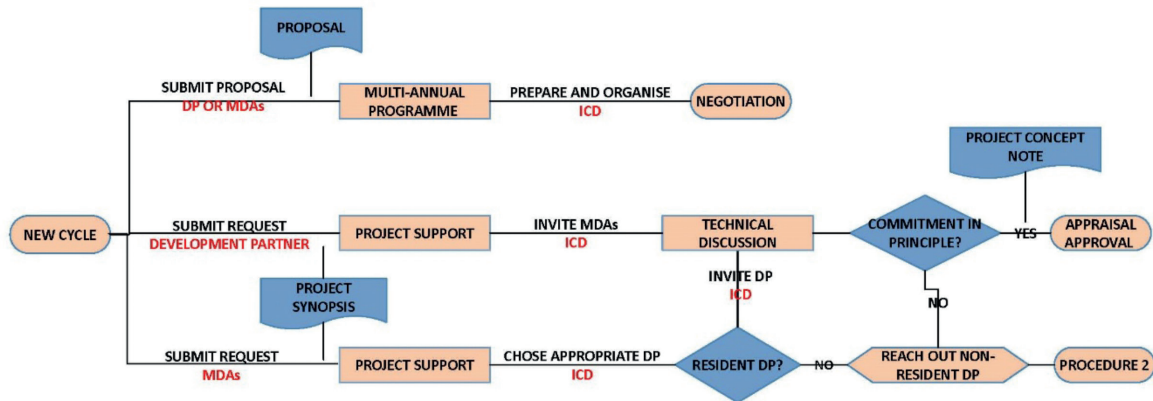 PROPOSAL
SUBMIT PROPOSAL
DP OR MDAs
MULTI-ANNUAL
PROGRAMME
PREPARE AND ORGANISE
ICD
NEGOTIATION
PROJECT CONCEPT
NOTE
NEW CYCLE
SUBMIT REQUEST
DEVELOPMENT PARTNER
PROJECT SUPPORT
INVITE MDAs
ICD
TECHNICAL
DISCUSSION
COMMITMENT IN
PRINCIPLE?
YES
APPRAISAL
APPROVAL
PROJECT
SYNOPSIS
INVITE DP
ICD
NO
SUBMIT REQUEST
MDAs
PROJECT SUPPORT
CHOSE APPROPRIATE DP
ICD
RESIDENT DP?
NO
REACH OUT NON-
RESIDENT DP
PROCEDURE 2